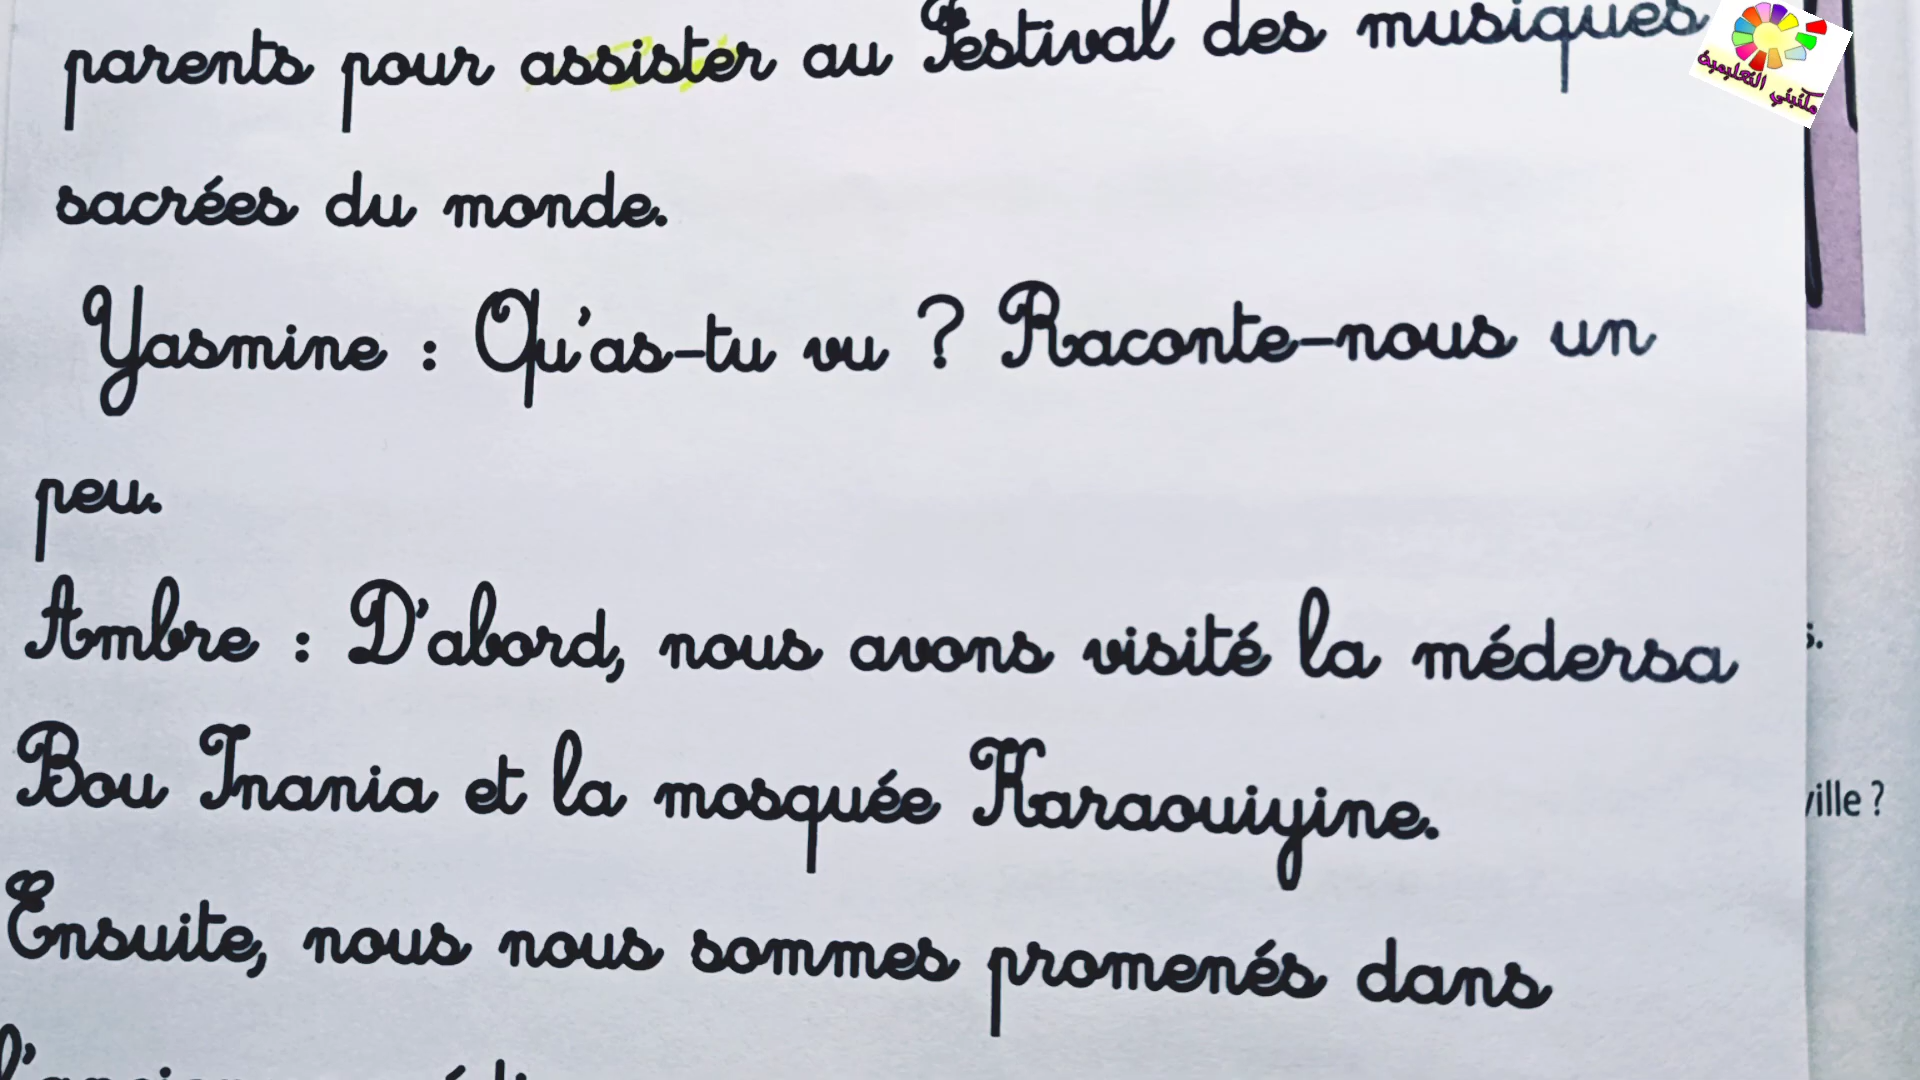 parents pour assister au Festival des musiques
sacrées du monde.
Yasmine : Qu'as-tu vu ? Raconte-nous un
peu.
Ambre : D'abord, nous avons visité la médersa
Bou Inania et la mosquée Karaouiyine.
Ensuite, nous nous sommes promenés dans
مكتبتي التعليمية
s.
ville ?